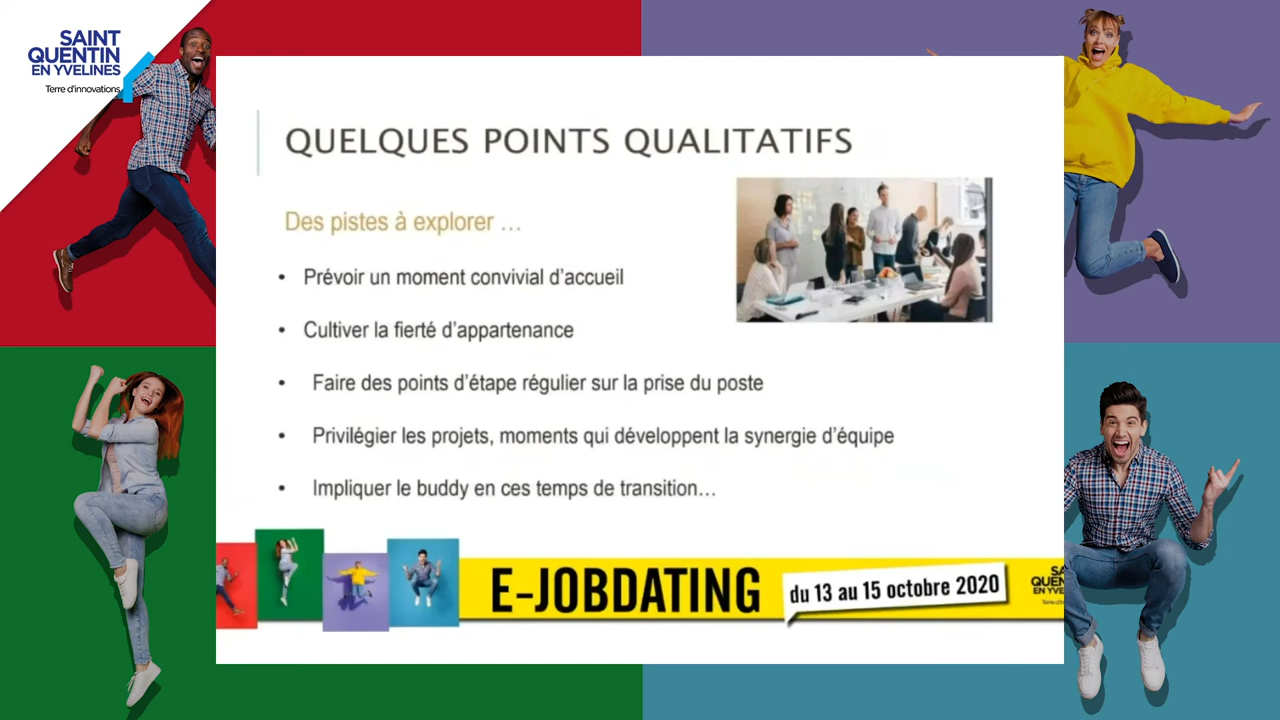 SAINT
QUENTIN
EN YVELINES
Terre d'innovations
QUELQUES POINTS QUALITATIFS
Des pistes à explorer …
• Prévoir un moment convivial d'accueil
• Cultiver la fierté d'appartenance
• Faire des points d'étape régulier sur la prise du poste
• Privilégier les projets, moments qui développent la synergie d'équipe
• Impliquer le buddy en ces temps de transition…
E-JOBDATING
du 13 au 15 octobre 2020